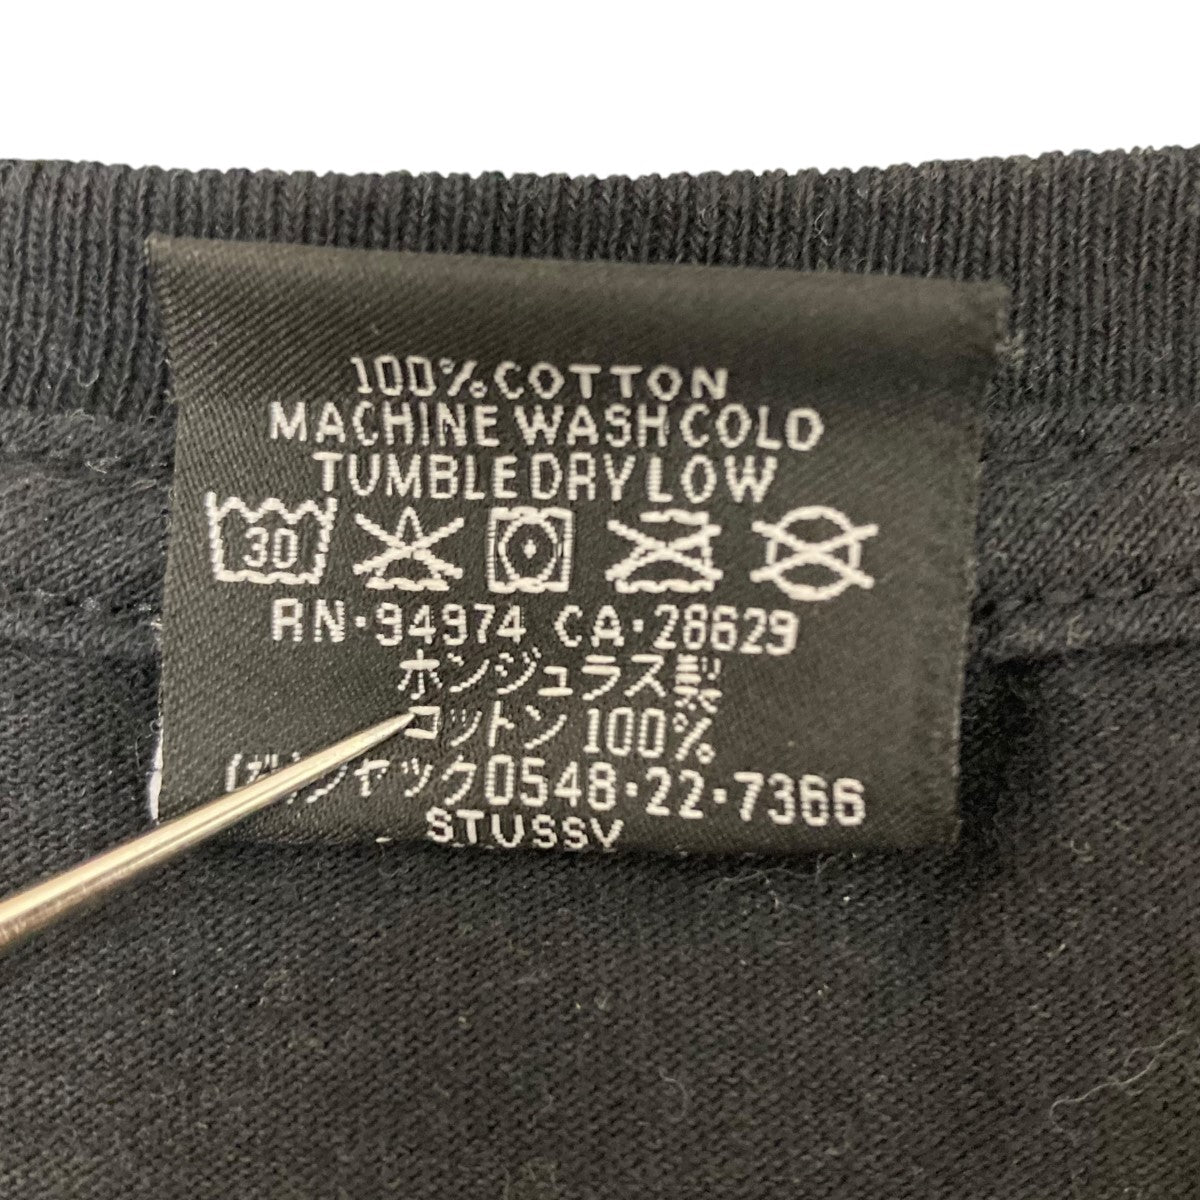 100% COTTON
MACHINE WASH COLD
TUMBLE DRY LOW
30
RN·94974 CA·28629
ホンジュラス製
コットン 100%
ジャック0548·22·7366
STUSSY